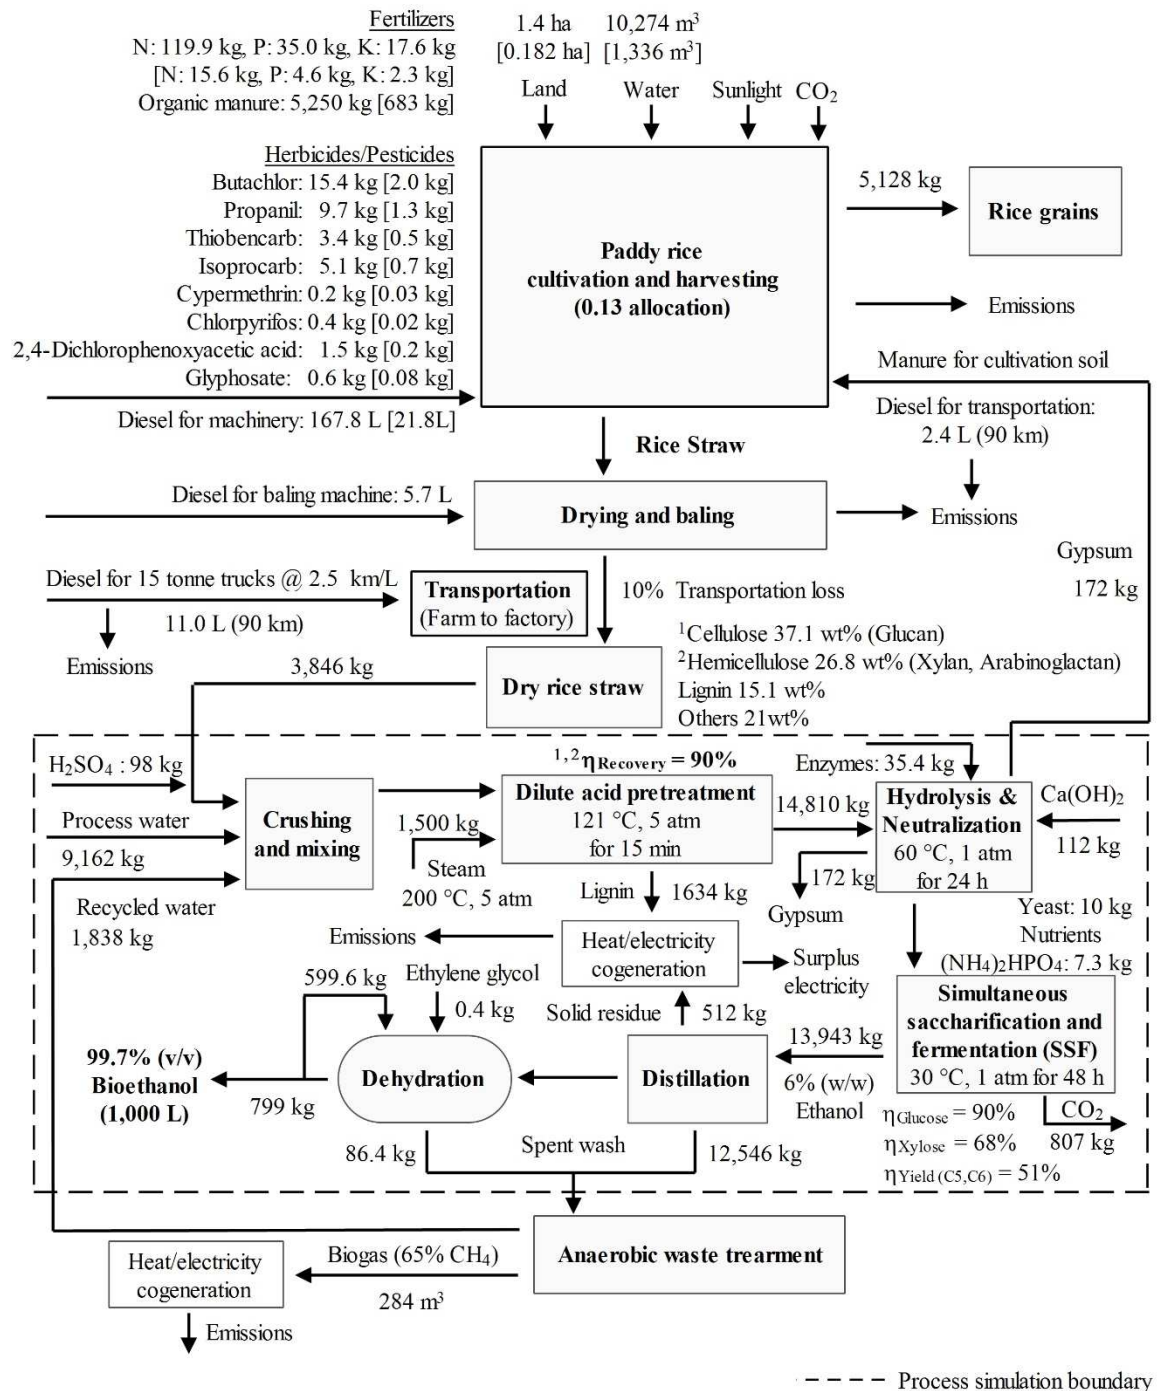 Fertilizers
N: 119.9 kg, P: 35.0 kg, K: 17.6 kg
[N: 15.6 kg, P: 4.6 kg, K: 2.3 kg]
Organic manure: 5,250 kg [683 kg]
1.4 ha
[0.182 ha]
10,274 m³
[1,336 m³]
Land
Water
Sunlight
CO₂
Herbicides/Pesticides
Butachlor: 15.4 kg [2.0 kg]
Propanil: 9.7 kg [1.3 kg]
Thiobencarb: 3.4 kg [0.5 kg]
Isoprocarb: 5.1 kg [0.7 kg]
Cypermethrin: 0.2 kg [0.03 kg]
Chlorpyrifos: 0.4 kg [0.02 kg]
2,4-Dichlorophenoxyacetic acid: 1.5 kg [0.2 kg]
Glyphosate: 0.6 kg [0.08 kg]
Diesel for machinery: 167.8 L [21.8L]
Paddy rice
cultivation and harvesting
(0.13 allocation)
5,128 kg
Rice grains
Emissions
Manure for cultivation soil
Diesel for transportation:
2.4 L (90 km)
Emissions
Rice Straw
Diesel for baling machine: 5.7 L
Drying and baling
Gypsum
172 kg
Diesel for 15 tonne trucks @ 2.5 km/L
11.0 L (90 km)
Emissions
Transportation
(Farm to factory)
10% Transportation loss
¹Cellulose 37.1 wt% (Glucan)
²Hemicellulose 26.8 wt% (Xylan, Arabinoglactan)
Lignin 15.1 wt%
Others 21wt%
3,846 kg
Dry rice straw
H₂SO₄ : 98 kg
Process water
9,162 kg
Recycled water
1,838 kg
Crushing
and mixing
1,500 kg
Steam
200 °C, 5 atm
¹,²ηRecovery = 90%
Dilute acid pretreatment
121 °C, 5 atm
for 15 min
14,810 kg
Enzymes: 35.4 kg
Hydrolysis &
Neutralization
60 °C, 1 atm
for 24 h
Ca(OH)₂
112 kg
172 kg
Gypsum
Lignin
1634 kg
Emissions
Heat/electricity
cogeneration
Surplus
electricity
Yeast: 10 kg
Nutrients
(NH₄)₂HPO4: 7.3 kg
599.6 kg
Ethylene glycol
0.4 kg
Solid residue
512 kg
Simultaneous
saccharification and
fermentation (SSF)
30 °C, 1 atm for 48 h
13,943 kg
6% (w/w)
Ethanol
99.7% (v/v)
Bioethanol
(1,000 L)
799 kg
Dehydration
Distillation
ηGlucose = 90%
ηXylose = 68%
ηYield (C5,C6) = 51%
CO₂
807 kg
86.4 kg
Spent wash
12,546 kg
Anaerobic waste trearment
Heat/electricity
cogeneration
Biogas (65% CH₄)
284 m³
Emissions
Process simulation boundary